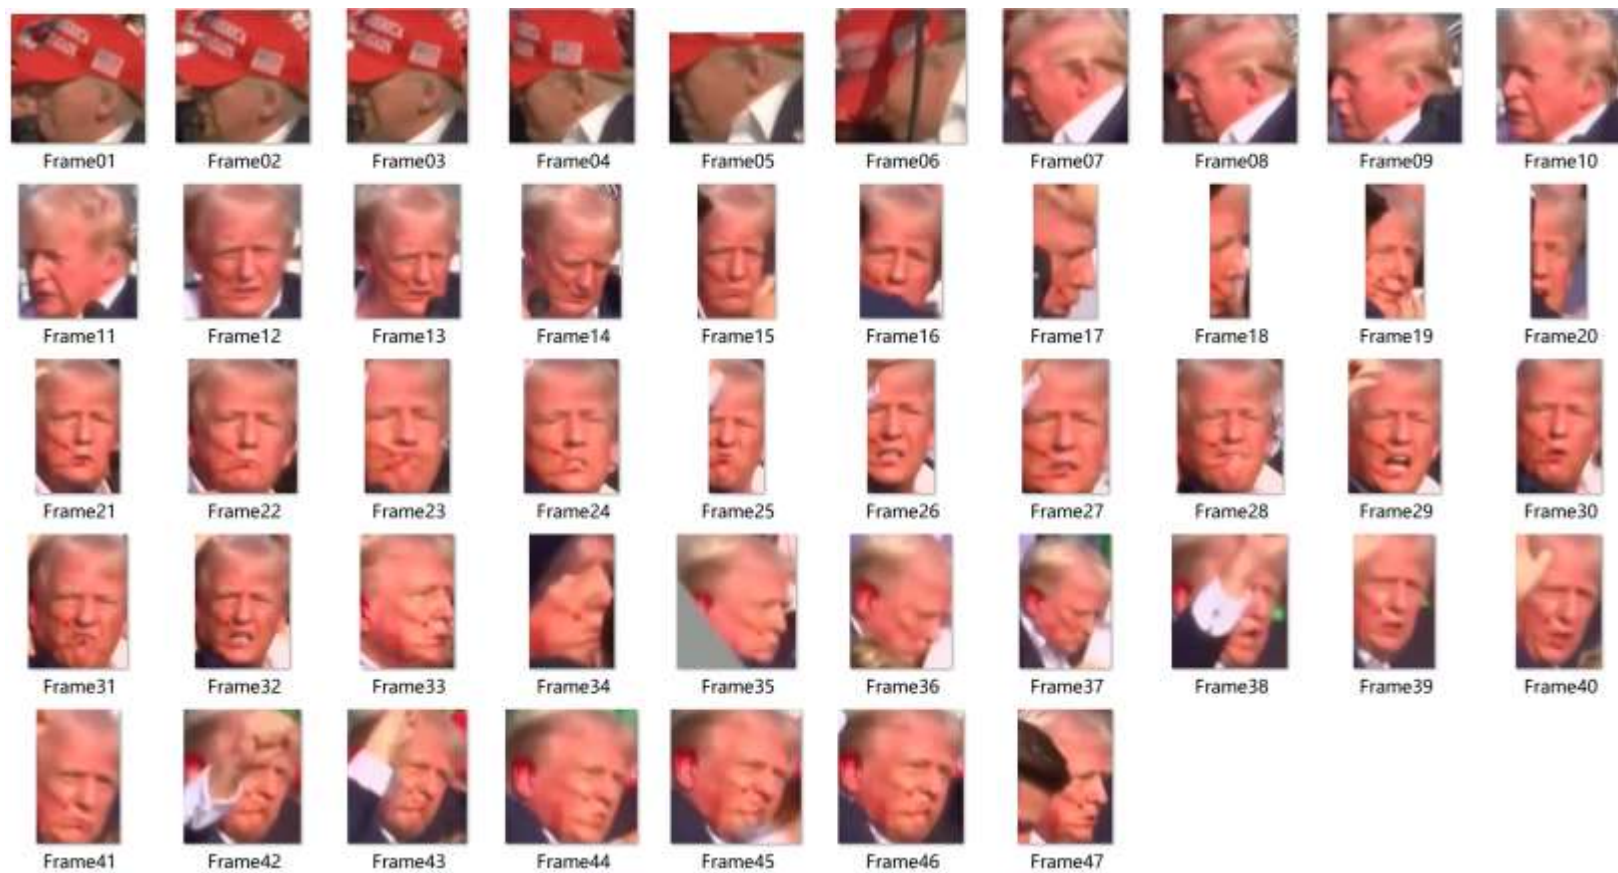 Frame01 Frame02 Frame03 Frame04 Frame05 Frame06 Frame07 Frame08 Frame09 Frame10
Frame11 Frame12 Frame13 Frame14 Frame15 Frame16 Frame17 Frame18 Frame19 Frame20
Frame21 Frame22 Frame23 Frame24 Frame25 Frame26 Frame27 Frame28 Frame29 Frame30
Frame31 Frame32 Frame33 Frame34 Frame35 Frame36 Frame37 Frame38 Frame39 Frame40
Frame41 Frame42 Frame43 Frame44 Frame45 Frame46 Frame47